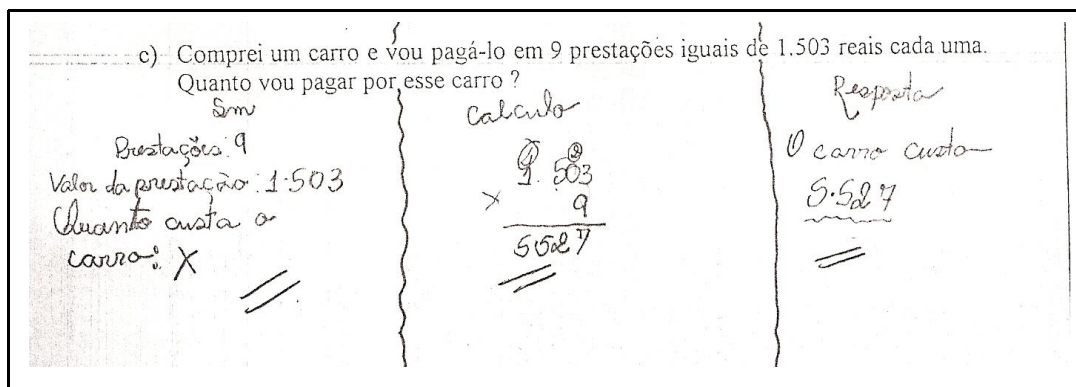 c) Comprei um carro e vou pagá-lo em 9 prestações iguais de 1.503 reais cada uma.
Quanto vou pagar por esse carro ?
Sm
Prestações: 9
Valor da prestação: 1.503
Quanto custa o
carro: X
Calculo
1. 503
x 9
5527
Resposta
O carro custa
5.527